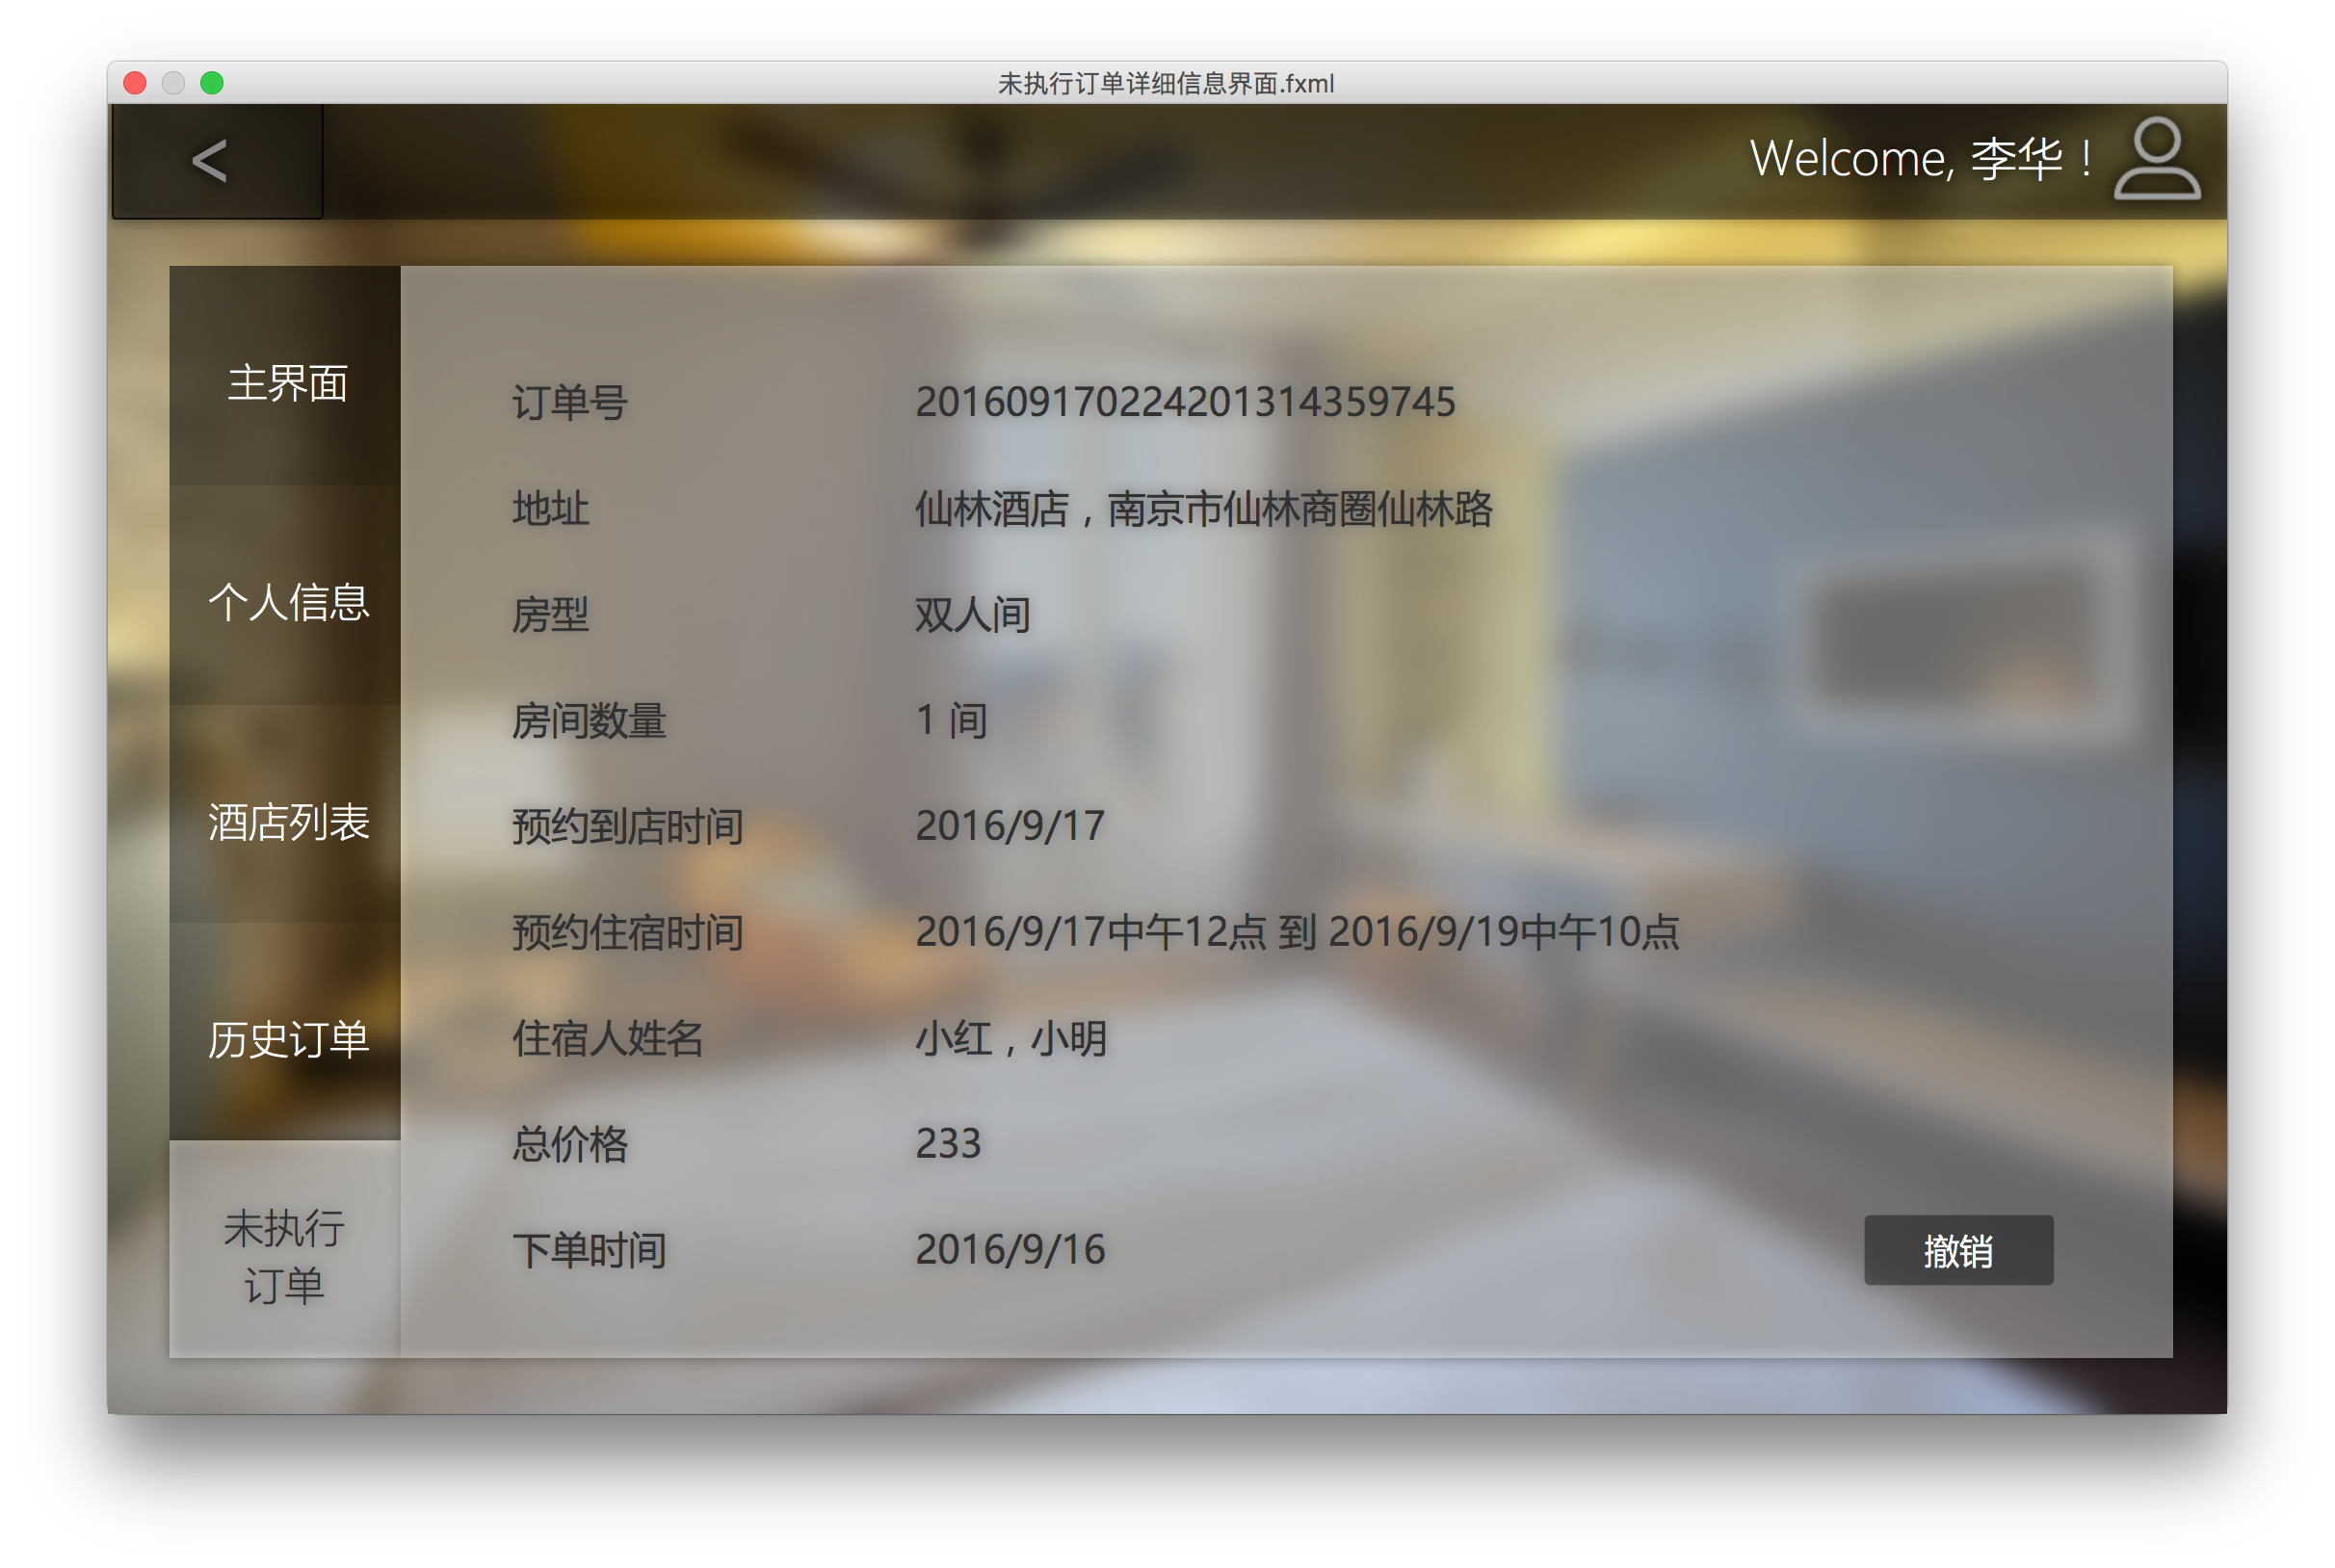 未执行订单详细信息界面.fxml
<
Welcome, 李华！
主界面
个人信息
酒店列表
历史订单
未执行
订单
订单号 2016091702242013143597​45
地址 仙林酒店，南京市仙林商圈仙林路
房型 双人间
房间数量 1 间
预约到店时间 2016/9/17
预约住宿时间 2016/9/17中午12点 到 2016/9/19中午10点
住宿人姓名 小红，小明
总价格 233
下单时间 2016/9/16
撤销